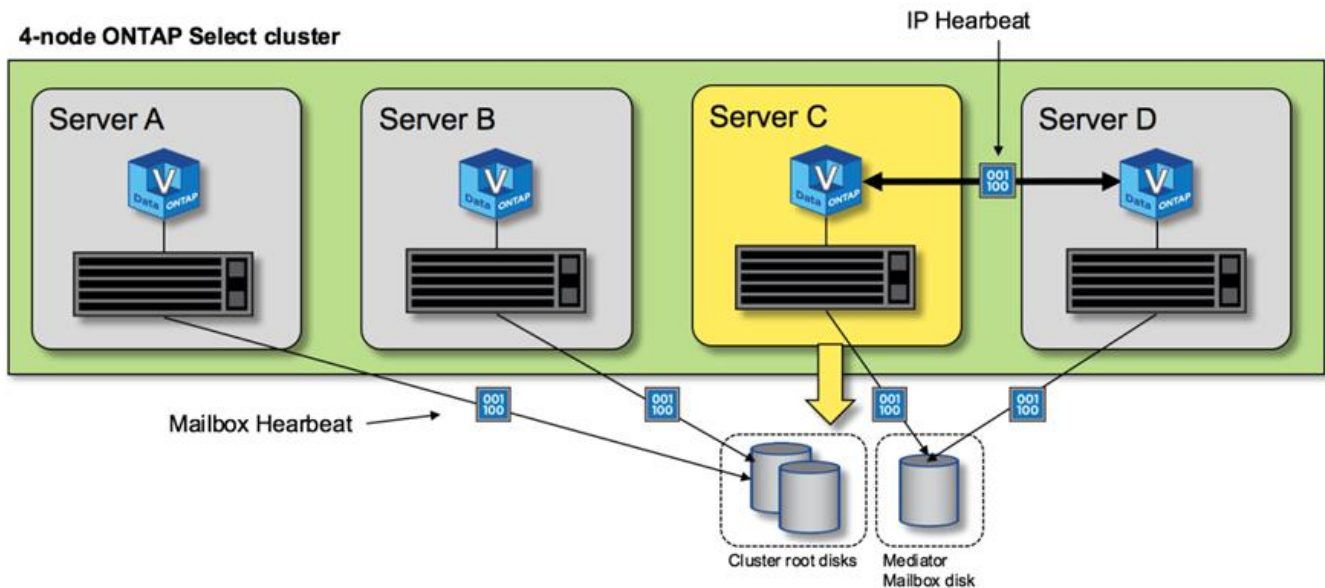 4-node ONTAP Select cluster
IP Hearbeat
Server A
Server B
Server C
Server D
V
Data ONTAP
V
Data ONTAP
V
Data ONTAP
V
Data ONTAP
001
100
Mailbox Hearbeat
001
100
001
100
001
100
001
100
Cluster root disks
Mediator
Mailbox disk